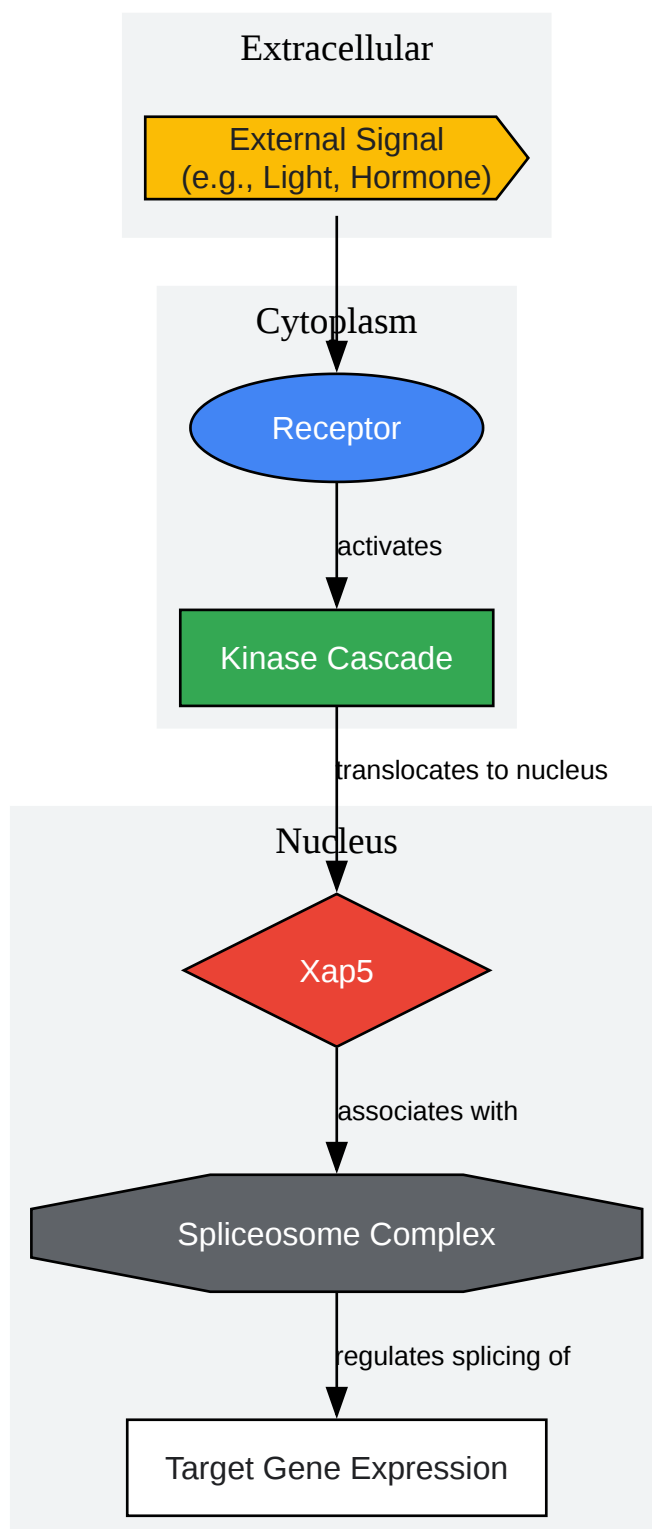 Extracellular
External Signal
(e.g., Light, Hormone)
Cytoplasm
Receptor
activates
Kinase Cascade
translocates to nucleus
Nucleus
Xap5
associates with
Spliceosome Complex
regulates splicing of
Target Gene Expression